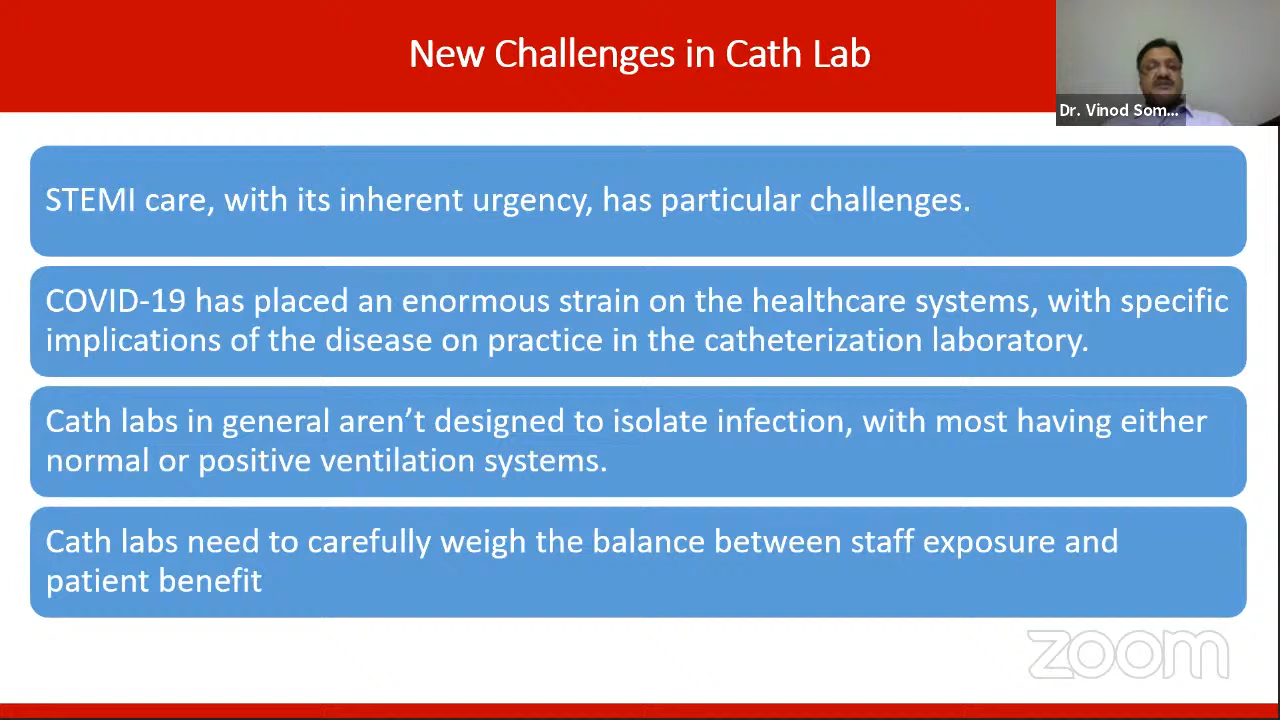 New Challenges in Cath Lab
Dr. Vinod Som...
STEMI care, with its inherent urgency, has particular challenges.
COVID-19 has placed an enormous strain on the healthcare systems, with specific
implications of the disease on practice in the catheterization laboratory.
Cath labs in general aren’t designed to isolate infection, with most having either
normal or positive ventilation systems.
Cath labs need to carefully weigh the balance between staff exposure and
patient benefit
zoom